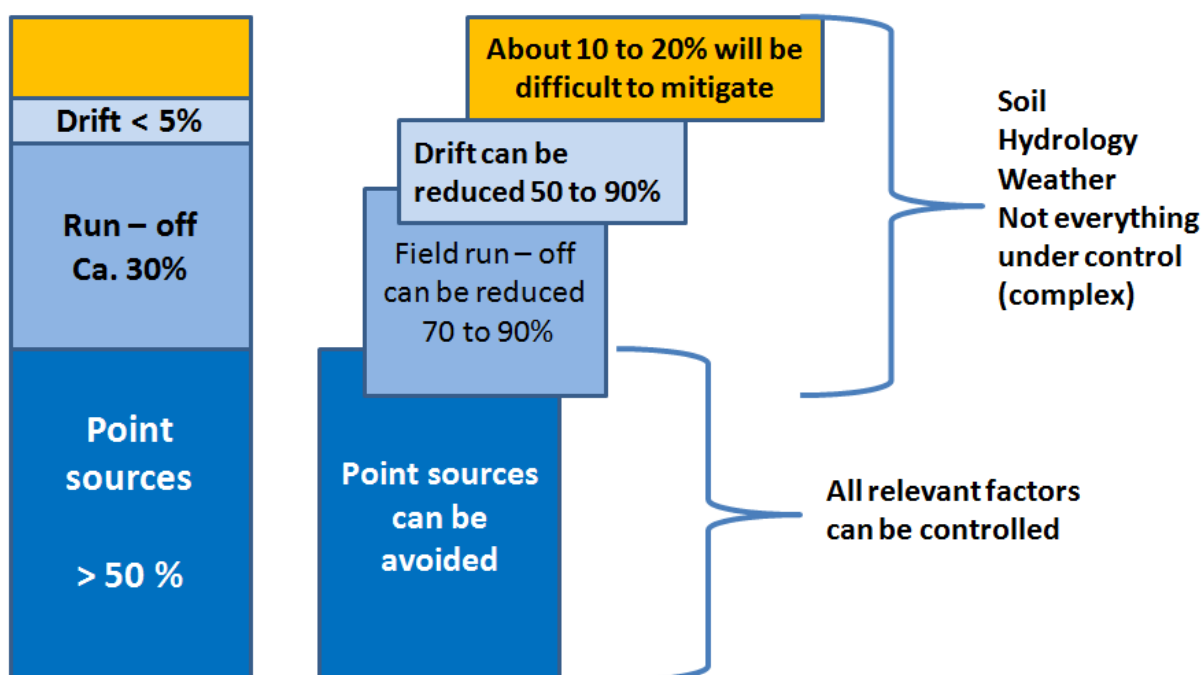 Drift < 5%
Run – off
Ca. 30%
Point
sources
> 50 %
About 10 to 20% will be
difficult to mitigate
Drift can be
reduced 50 to 90%
Field run – off
can be reduced
70 to 90%
Point sources
can be
avoided
Soil
Hydrology
Weather
Not everything
under control
(complex)
All relevant factors
can be controlled